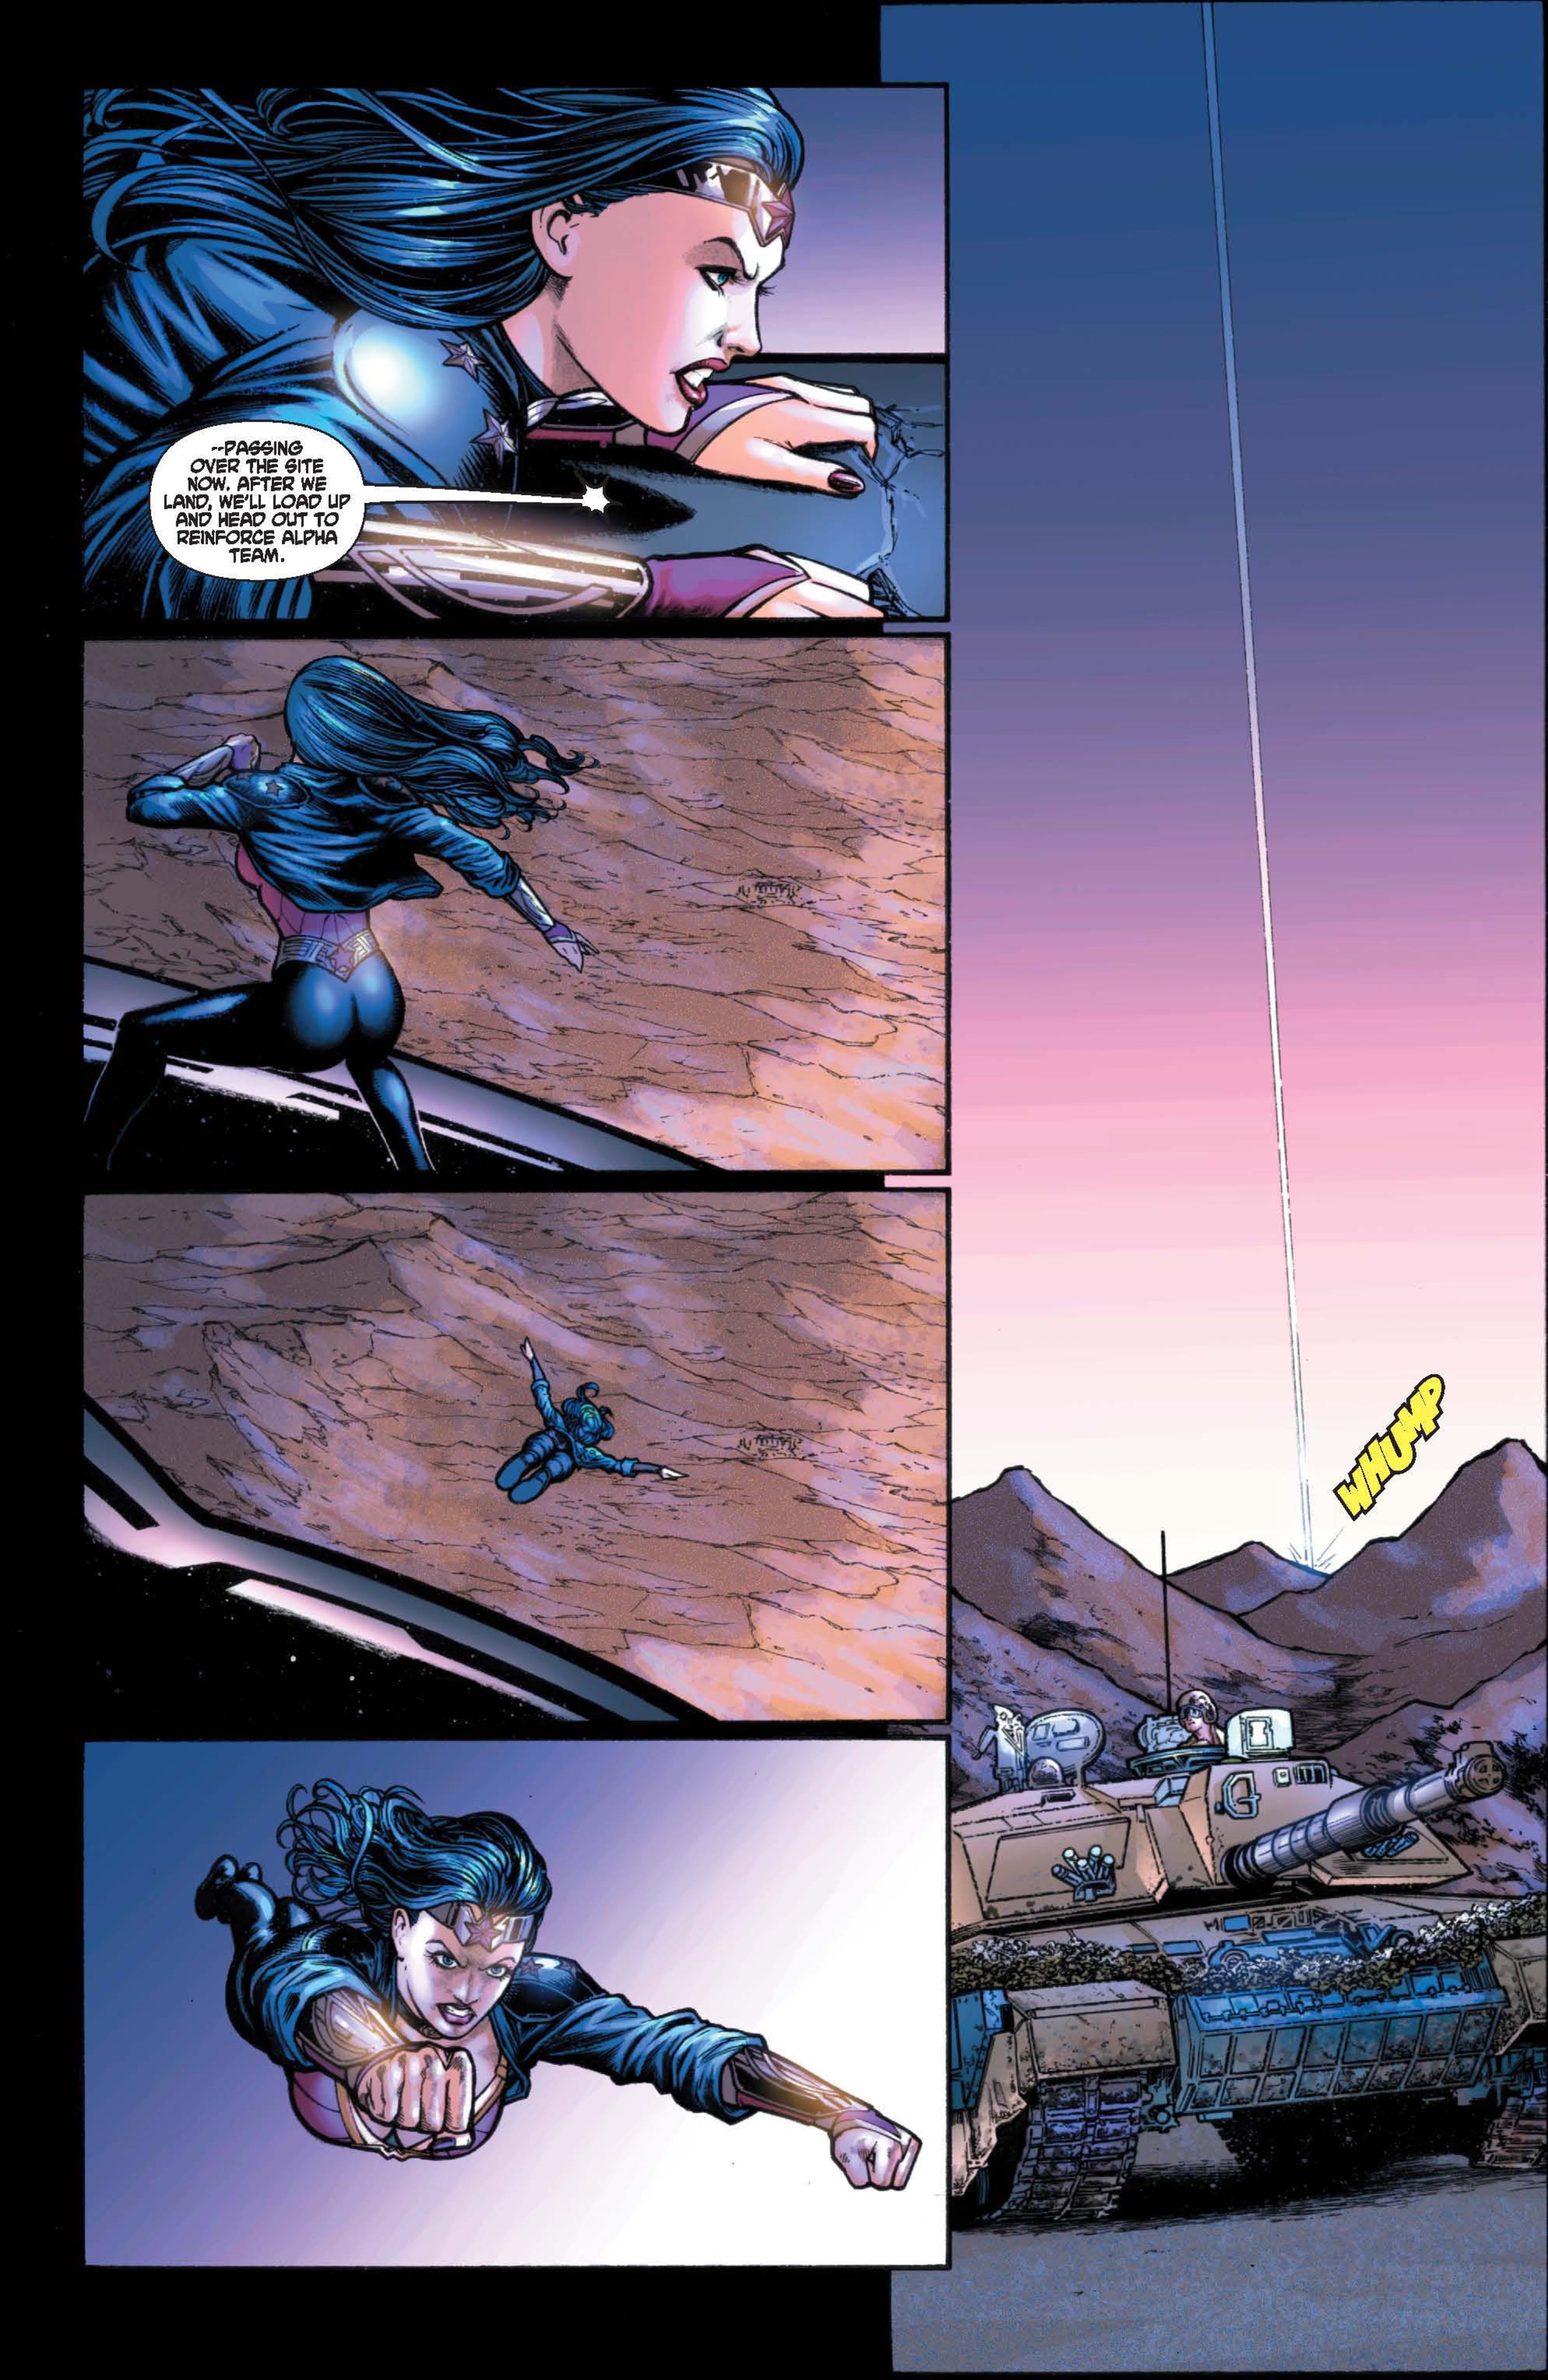 --PASSING
OVER THE SITE
NOW. AFTER WE
LAND, WE'LL LOAD UP
AND HEAD OUT TO
REINFORCE ALPHA
TEAM.
WHUMP